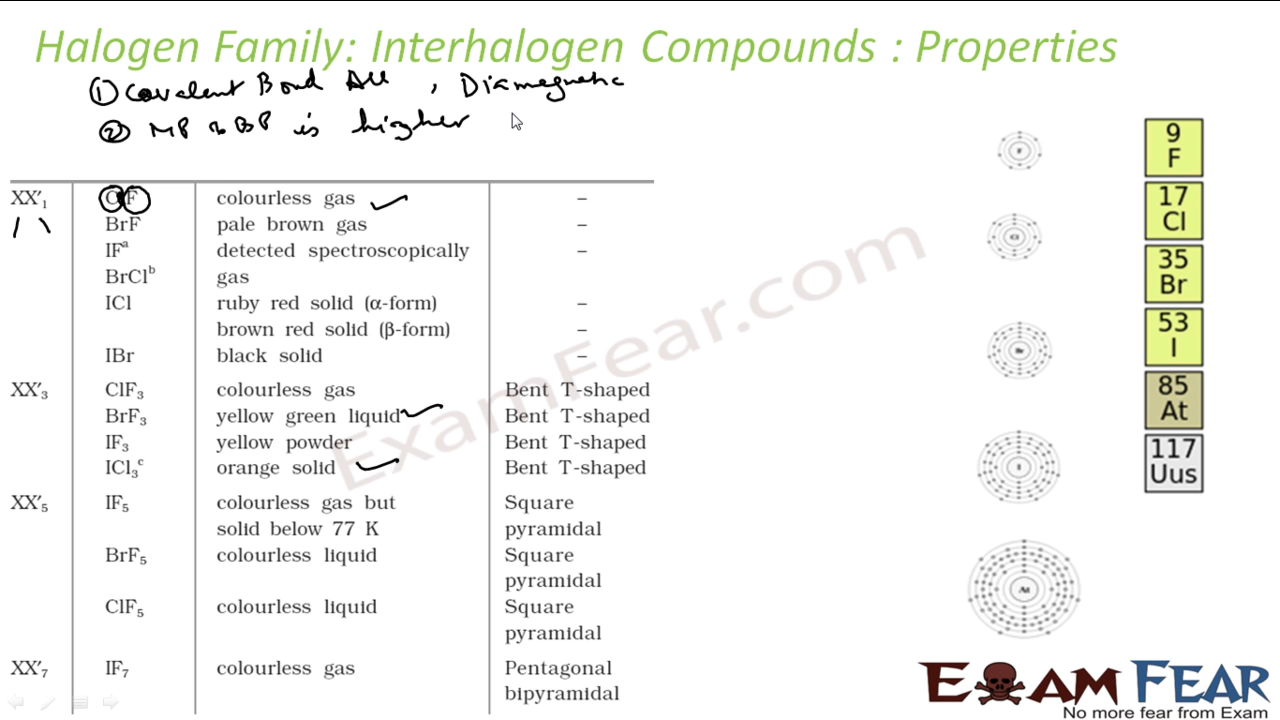 Halogen Family: Interhalogen Compounds : Properties
① Covalent Bond All , Diamagnetic
② MP & BP is higher
XX′₁ ClF colourless gas –
BrF pale brown gas –
IFᵃ detected spectroscopically –
BrClᵇ gas
ICl ruby red solid (α-form) –
brown red solid (β-form) –
IBr black solid –
XX′₃ ClF₃ colourless gas Bent T-shaped
BrF₃ yellow green liquid Bent T-shaped
IF₃ yellow powder Bent T-shaped
ICl₃ᶜ orange solid Bent T-shaped
XX′₅ IF₅ colourless gas but Square
solid below 77 K pyramidal
BrF₅ colourless liquid Square
pyramidal
ClF₅ colourless liquid Square
pyramidal
XX′₇ IF₇ colourless gas Pentagonal
bipyramidal
ExamFear.com
F
Cl
Br
I
At
9
F
17
Cl
35
Br
53
I
85
At
117
Uus
EXAM FEAR
No more fear from Exam